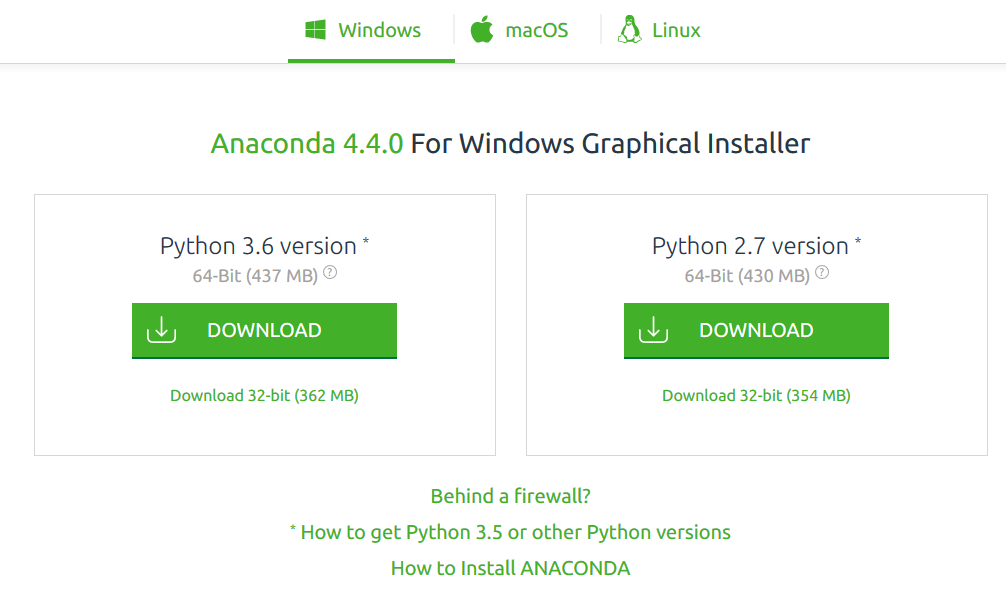 Windows
macOS
Linux
Anaconda 4.4.0 For Windows Graphical Installer
Python 3.6 version *
64-Bit (437 MB) ?
DOWNLOAD
Download 32-bit (362 MB)
Python 2.7 version *
64-Bit (430 MB) ?
DOWNLOAD
Download 32-bit (354 MB)
Behind a firewall?
* How to get Python 3.5 or other Python versions
How to Install ANACONDA